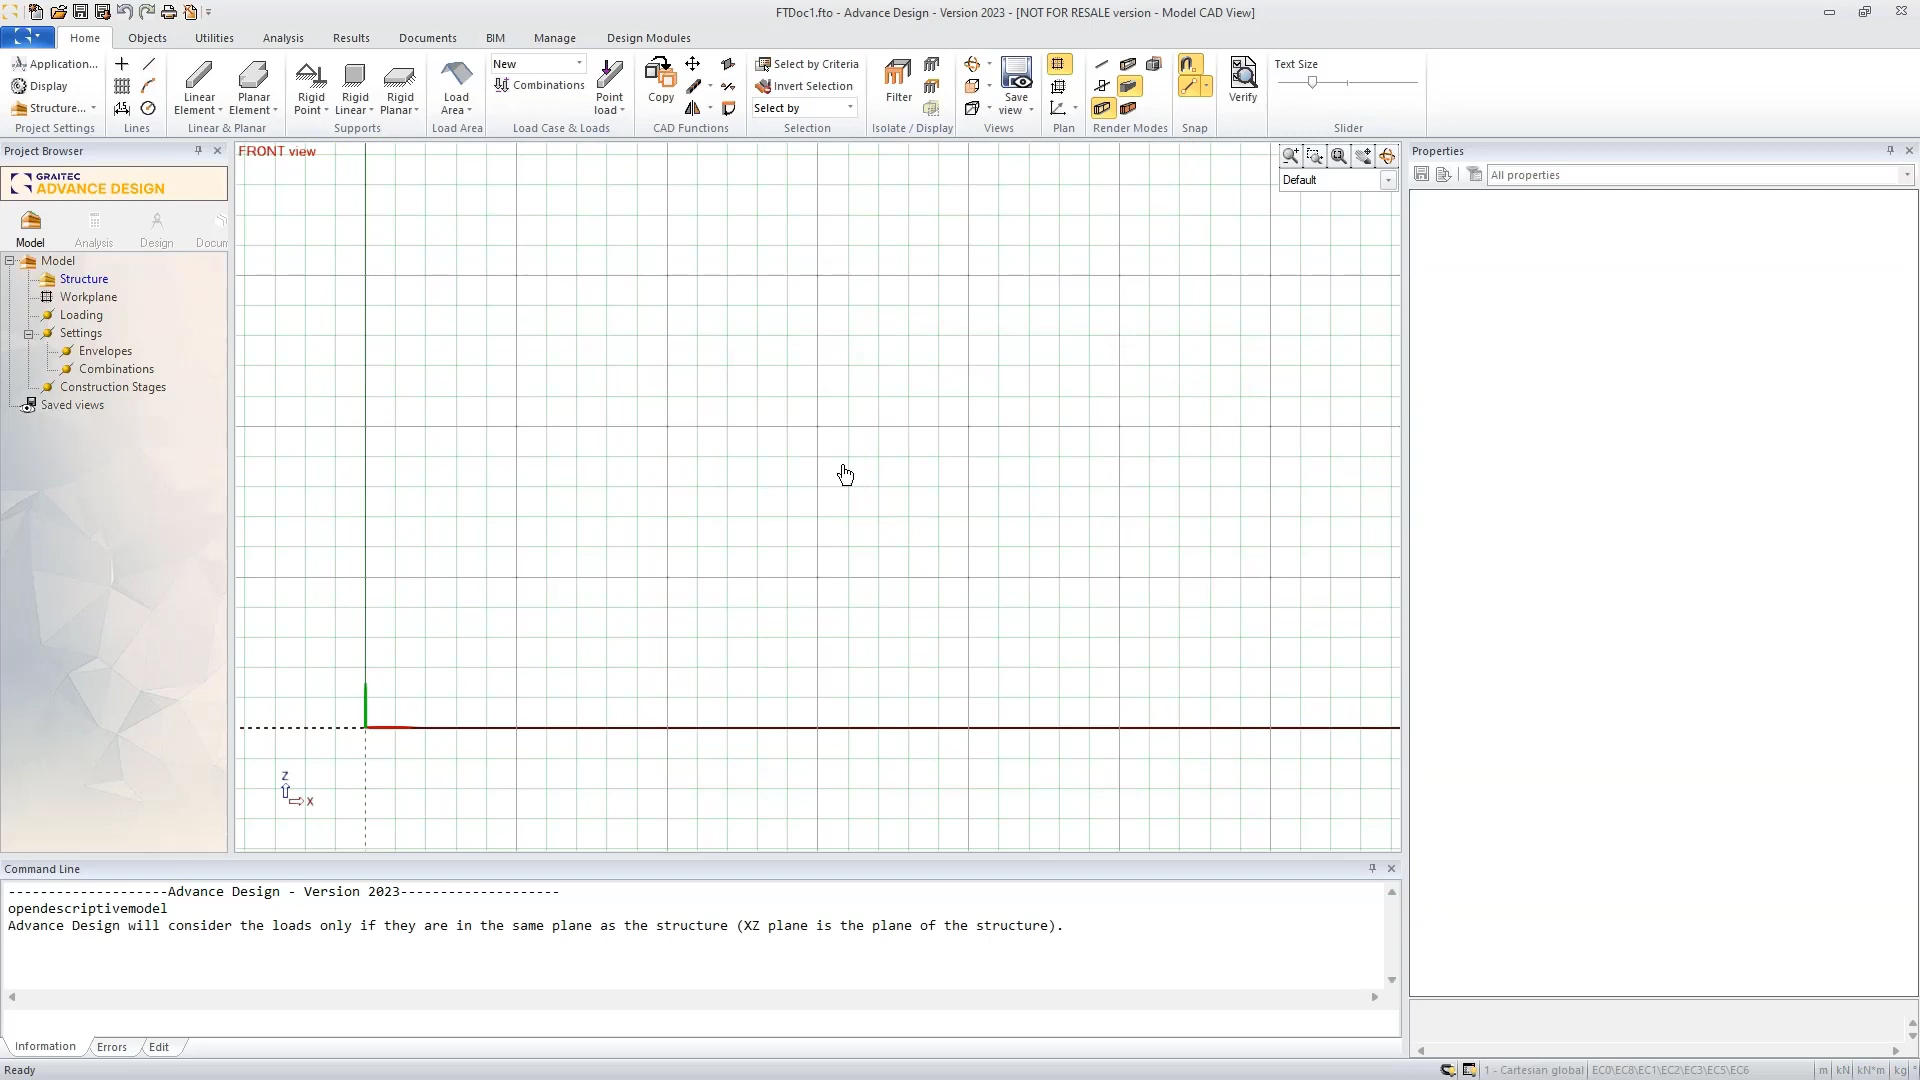 FTDoc1.fto - Advance Design - Version 2023 - [NOT FOR RESALE version - Model CAD View]
Home Objects Utilities Analysis Results Documents BIM Manage Design Modules
Application...
Display
Structure...
Project Settings
Lines
Linear Element
Planar Element
Linear & Planar
Rigid Point
Rigid Linear
Rigid Planar
Supports
Load Area
Load Area
New
Combinations
Point load
Load Case & Loads
Copy
CAD Functions
Select by Criteria
Invert Selection
Select by
Selection
Filter
Isolate / Display
Save view
Views
Plan
Render Modes
Snap
Verify
Text Size
Slider
Project Browser
GRAITEC
ADVANCE DESIGN
Model Analysis Design Docum
Model
Structure
Workplane
Loading
Settings
Envelopes
Combinations
Construction Stages
Saved views
FRONT view
Default
Z
X
Properties
All properties
Command Line
--------------------Advance Design - Version 2023--------------------
opendescriptivemodel
Advance Design will consider the loads only if they are in the same plane as the structure (XZ plane is the plane of the structure).
Information Errors Edit
Ready
1 - Cartesian global EC0\EC8\EC1\EC2\EC3\EC5\EC6 m kN kN*m kg °